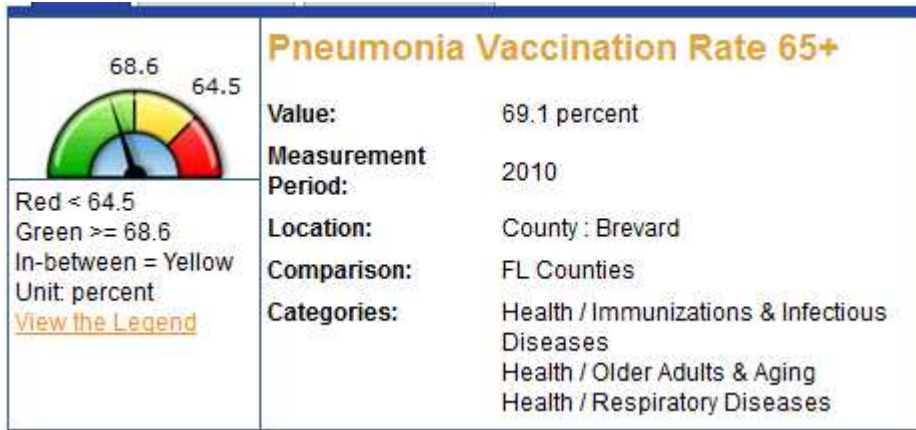 68.6
64.5
Red < 64.5
Green >= 68.6
In-between = Yellow
Unit: percent
View the Legend
Pneumonia Vaccination Rate 65+
Value: 69.1 percent
Measurement Period: 2010
Location: County : Brevard
Comparison: FL Counties
Categories: Health / Immunizations & Infectious
Diseases
Health / Older Adults & Aging
Health / Respiratory Diseases